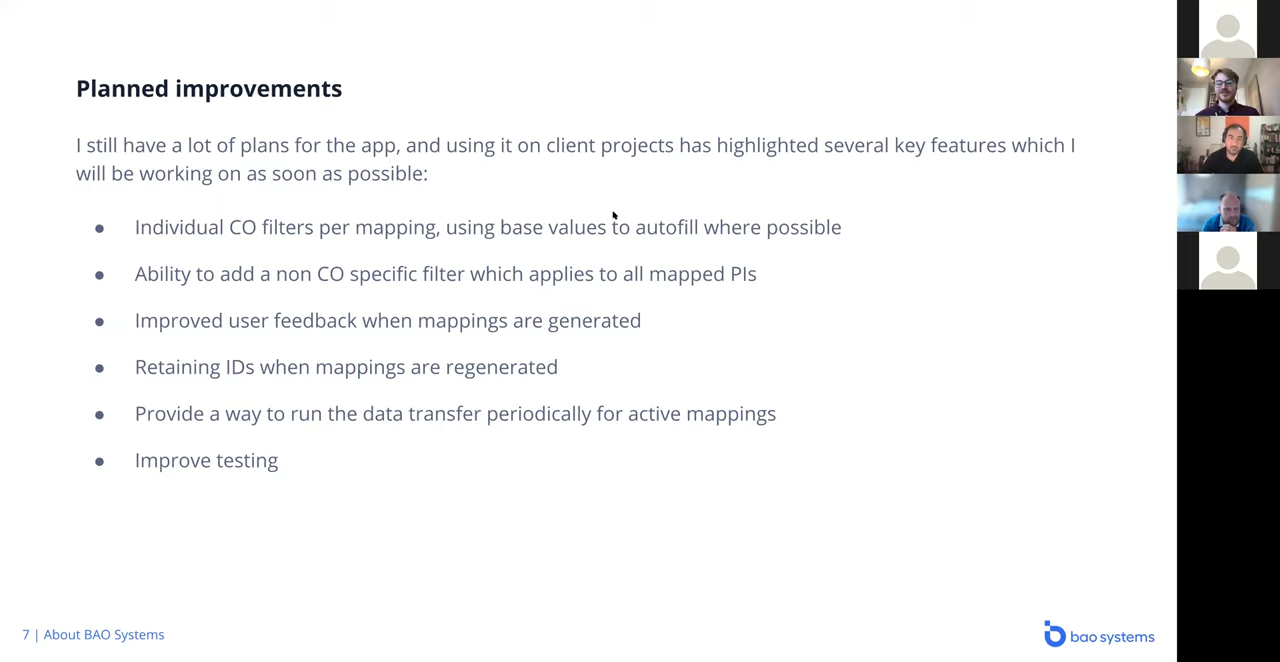 Planned improvements
I still have a lot of plans for the app, and using it on client projects has highlighted several key features which I
will be working on as soon as possible:
● Individual CO filters per mapping, using base values to autofill where possible
● Ability to add a non CO specific filter which applies to all mapped PIs
● Improved user feedback when mappings are generated
● Retaining IDs when mappings are regenerated
● Provide a way to run the data transfer periodically for active mappings
● Improve testing
7 | About BAO Systems
bao systems